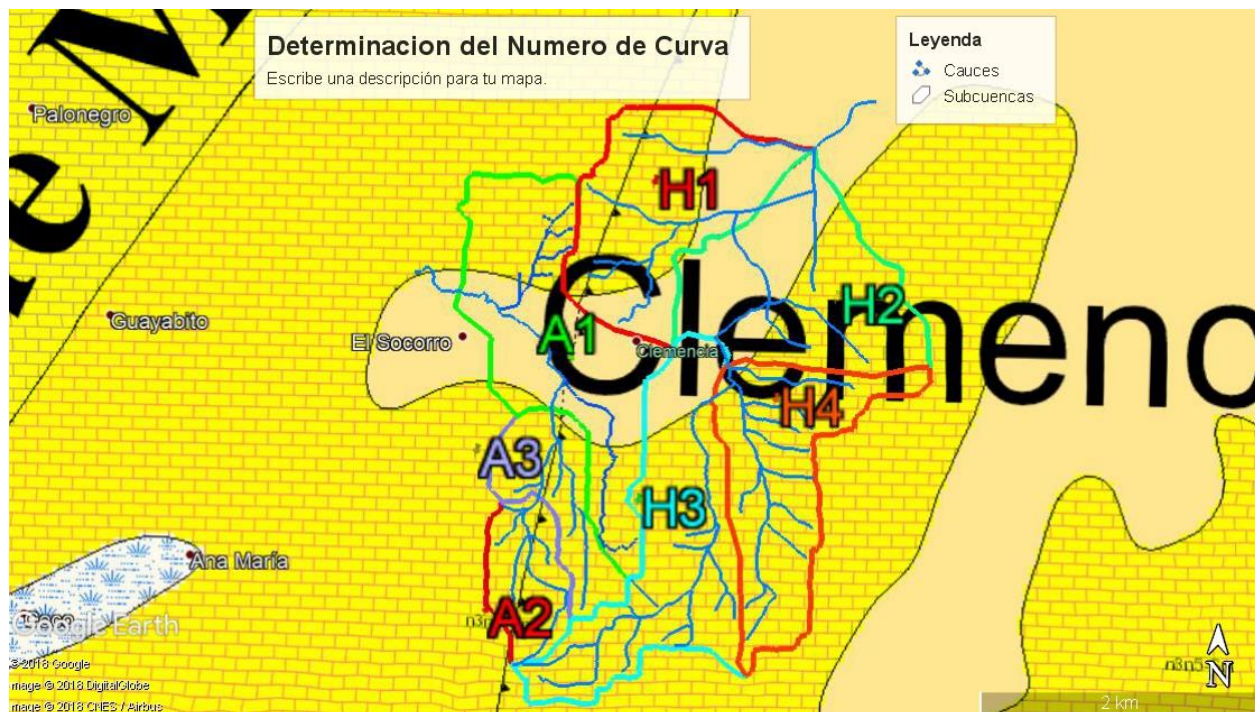 Determinacion del Numero de Curva
Escribe una descripción para tu mapa.
Leyenda
Cauces
Subcuencas
e M
Palonegro
H1
Guayabito
El Socorro
A1
Clemencia
Clemenc
H2
H4
A3
H3
Ana María
A2
Google Earth
© 2018 Google
mage © 2018 DigitalGlobe
mage © 2018 CNES / Airbus
N
2 km